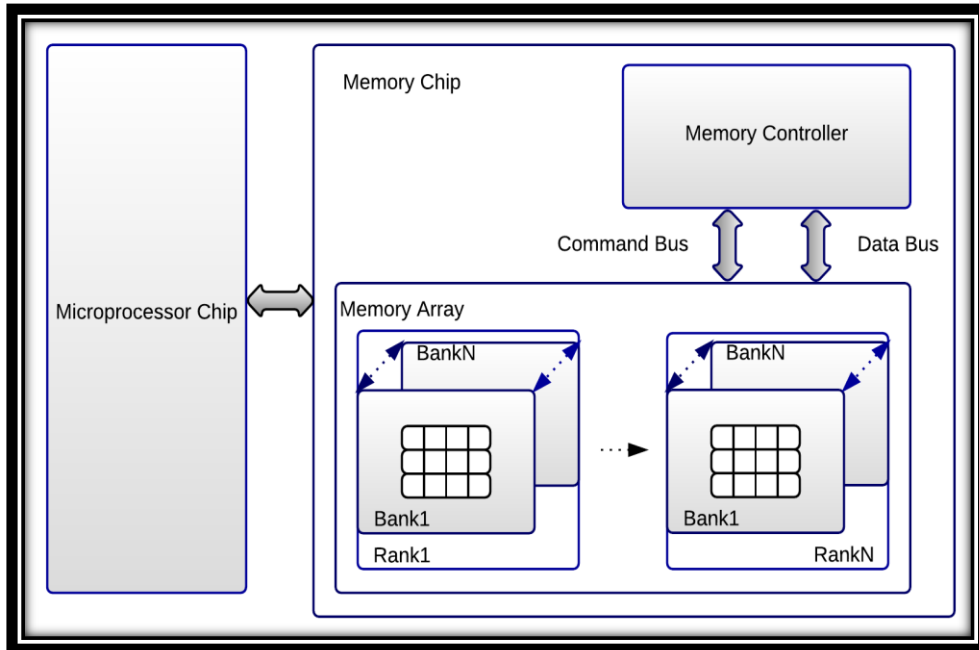 Memory Chip
Memory Controller
Command Bus
Data Bus
Microprocessor Chip
Memory Array
BankN
Bank1
Rank1
BankN
Bank1
RankN